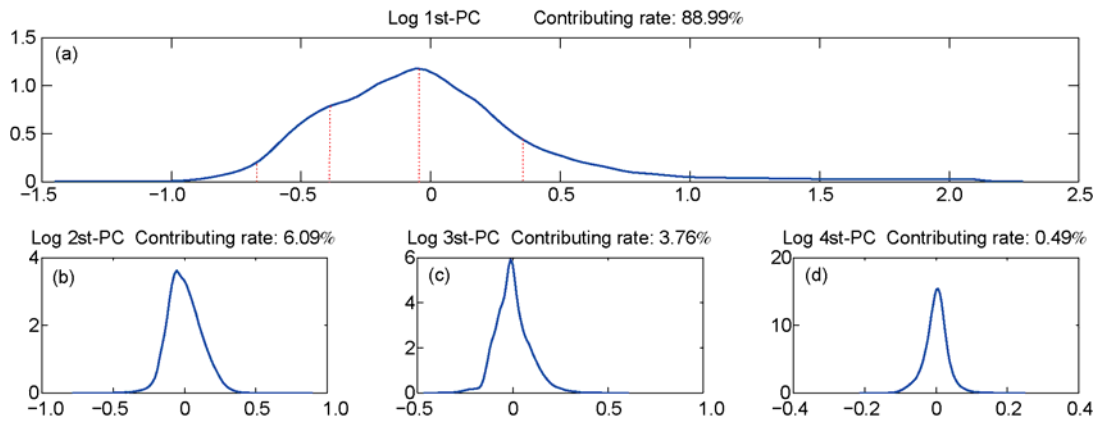 Log 1st-PC Contributing rate: 88.99%
1.5
(a)
1.0
0.5
0
−1.5 −1.0 −0.5 0 0.5 1.0 1.5 2.0 2.5
Log 2st-PC Contributing rate: 6.09%
4
(b)
2
0
−1.0 −0.5 0 0.5 1.0
Log 3st-PC Contributing rate: 3.76%
6
(c)
4
2
0
−0.5 0 0.5 1.0
Log 4st-PC Contributing rate: 0.49%
20
(d)
10
0
−0.4 −0.2 0 0.2 0.4